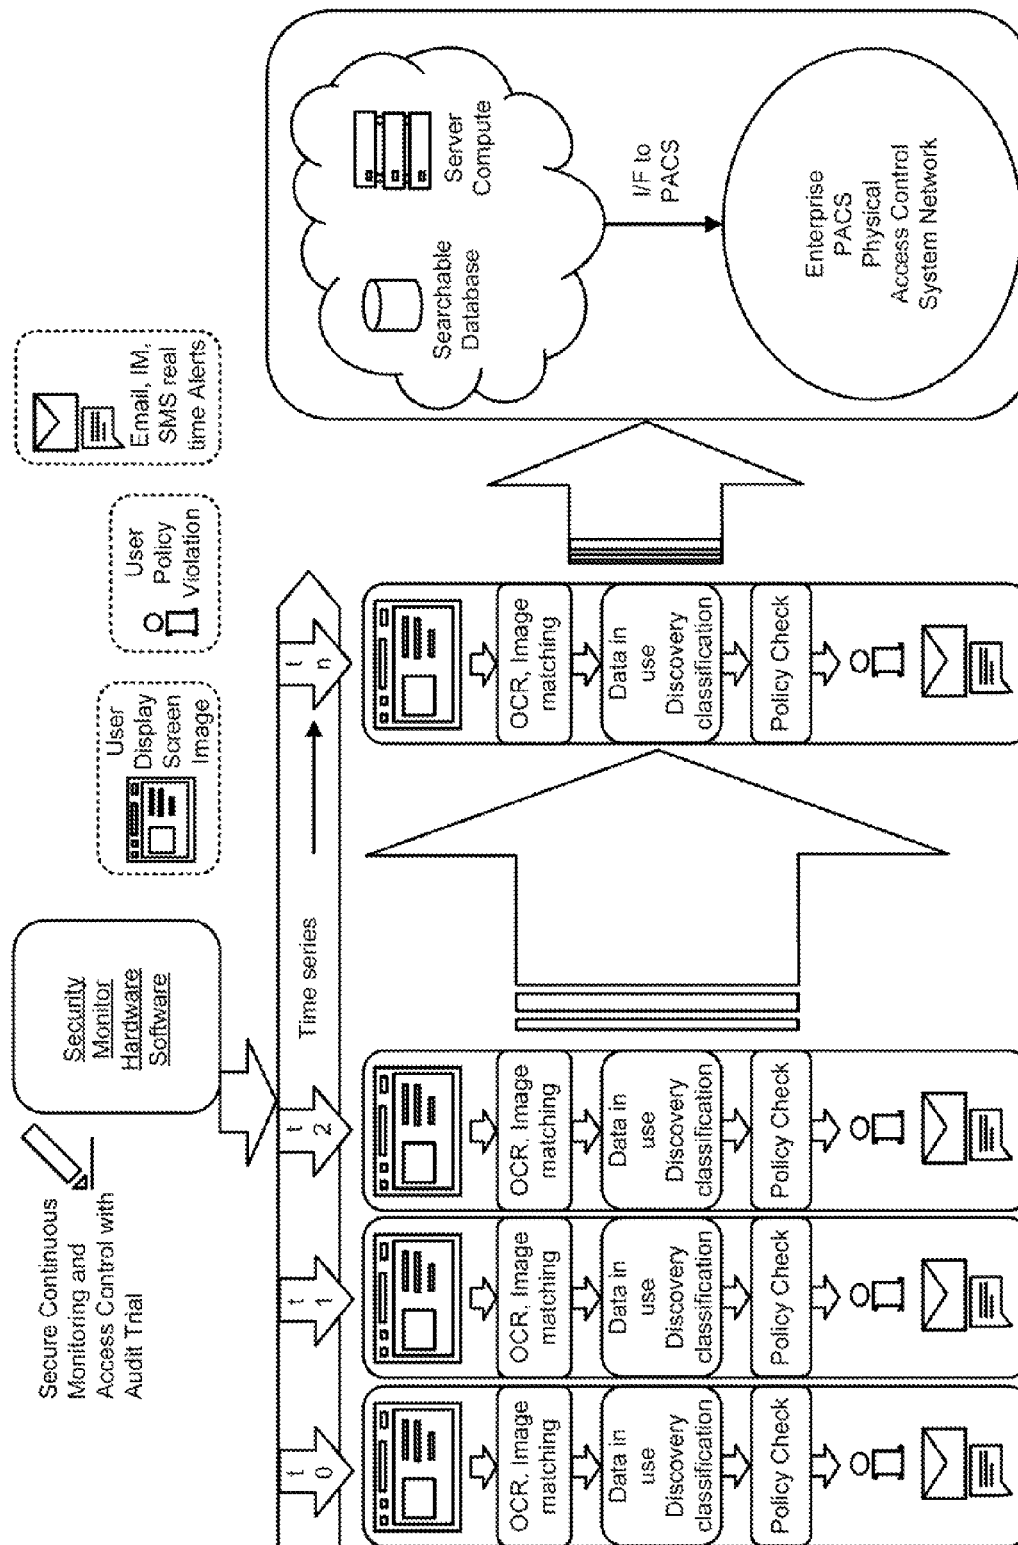 Secure Continuous
Monitoring and
Access Control with
Audit Trial
Security
Monitor
Hardware
Software
User
Display
Screen
Image
User
Policy
Violation
Email, IM,
SMS real
time Alerts
Time series
t
0
t
1
t
2
t
n
OCR. Image
matching
Data in
use
Discovery
classification
Policy Check
OCR. Image
matching
Data in
use
Discovery
classification
Policy Check
OCR. Image
matching
Data in
use
Discovery
classification
Policy Check
OCR, Image
matching
Data in
use
Discovery
classification
Policy Check
Searchable
Database
Server
Compute
I/F to
PACS
Enterprise
PACS
Physical
Access Control
System Network